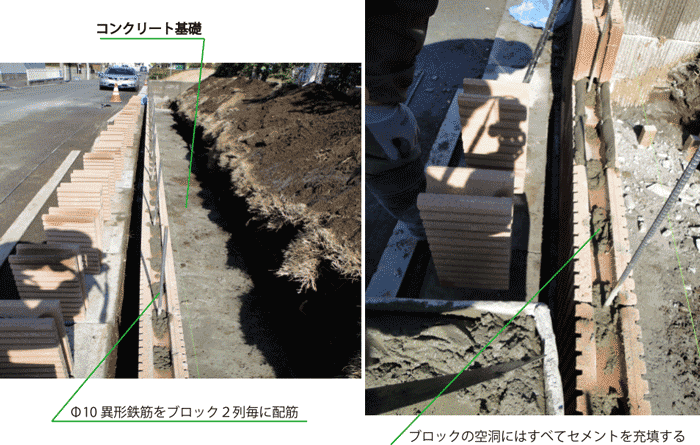 コンクリート基礎
Φ10 異形鉄筋をブロック２列毎に配筋
ブロックの空洞にはすべてセメントを充填する